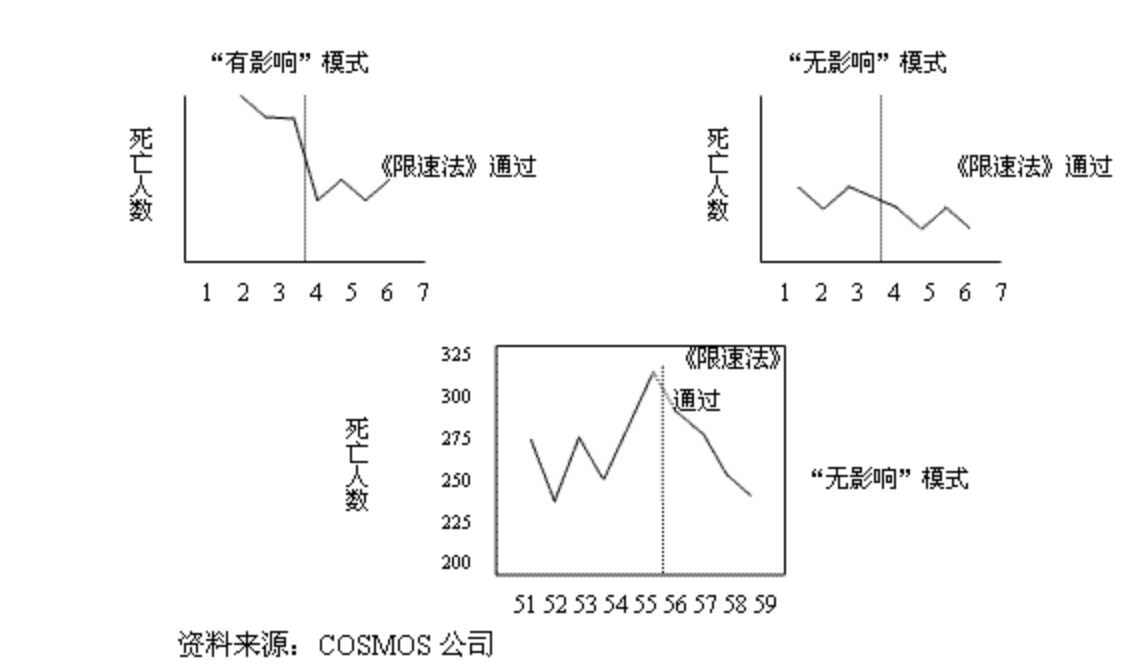 “有影响”模式
死亡人数
《限速法》通过
1 2 3 4 5 6 7
“无影响”模式
死亡人数
《限速法》通过
1 2 3 4 5 6 7
325
300
275
250
225
200
死亡人数
《限速法》
通过
51 52 53 54 55 56 57 58 59
“无影响”模式
资料来源：COSMOS 公司